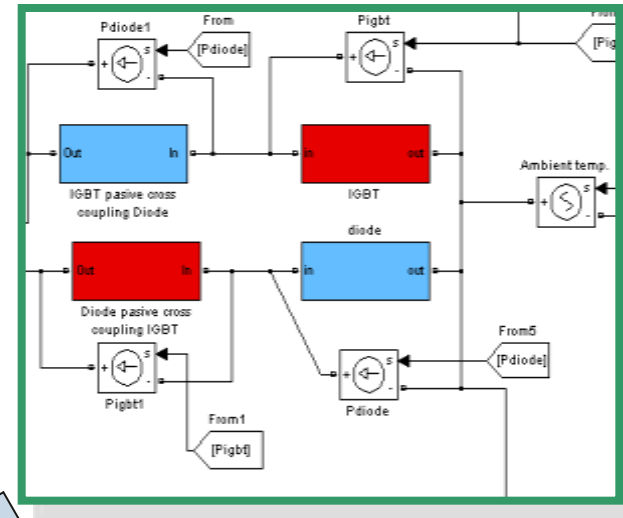 Pdiode1
From
[Pdiode]
s
+
-
Pigbt
s
+
-
Out
In
in
out
IGBT pasive cross
coupling Diode
IGBT
Ambient temp.
s
+
-
diode
Out
In
in
out
Diode pasive cross
coupling IGBT
s
+
-
Pigbt1
From1
[Pigbt]
From5
[Pdiode]
s
+
-
Pdiode